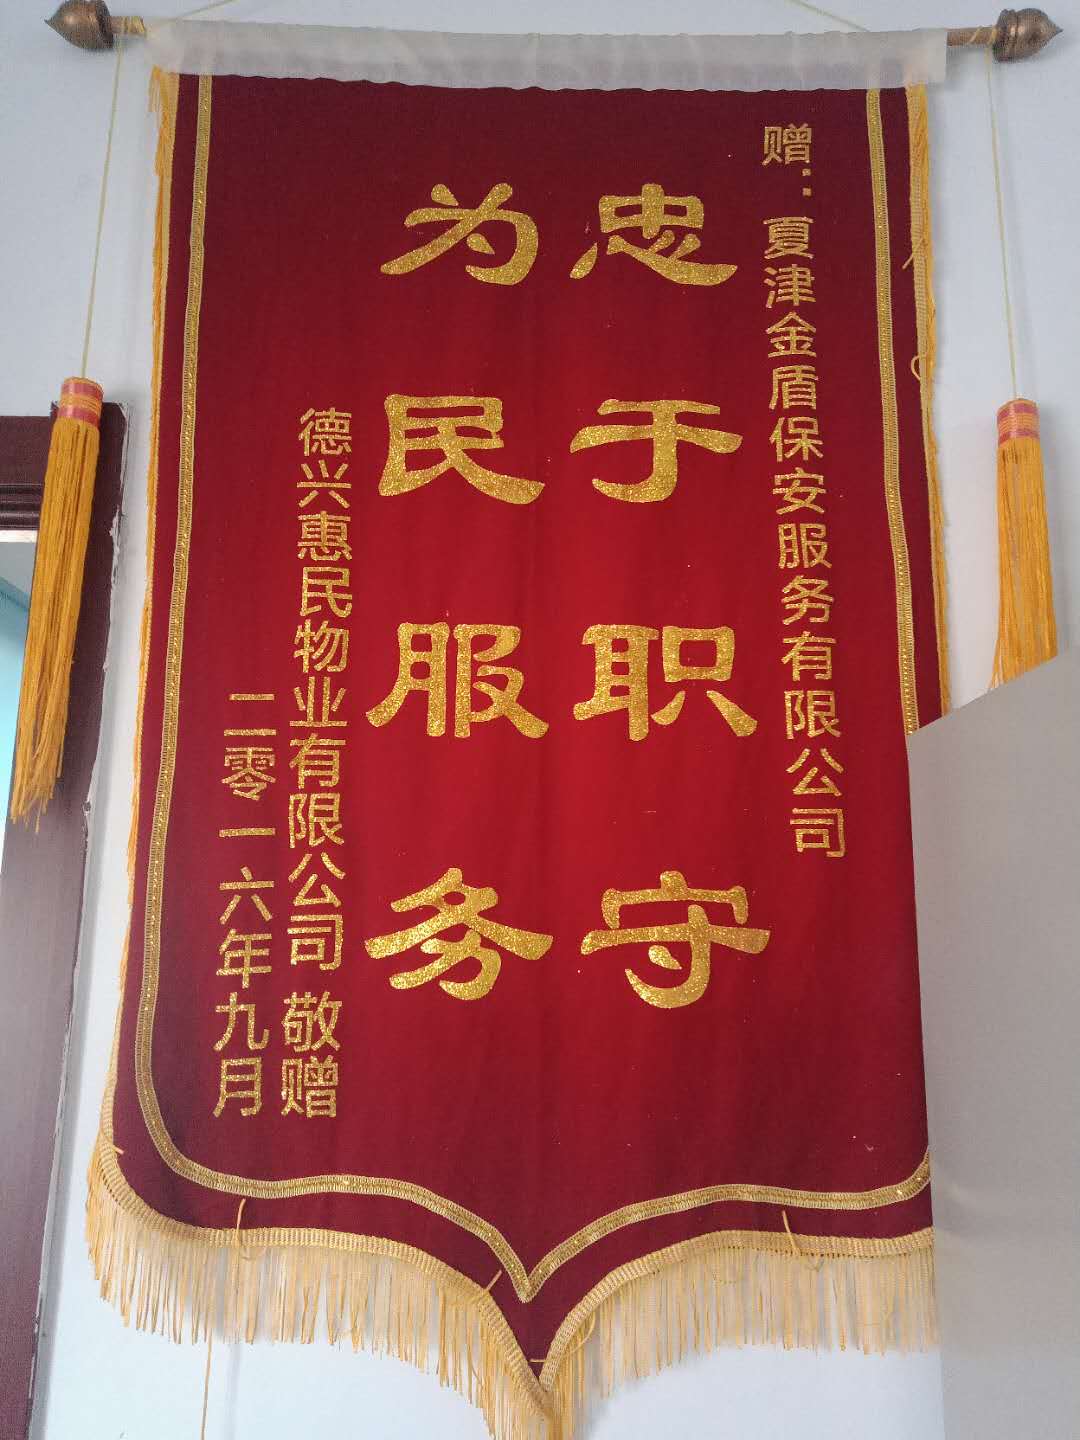 赠：夏津金盾保安服务有限公司
忠于职守
为民服务
德兴惠民物业有限公司 敬赠
二零一六年九月